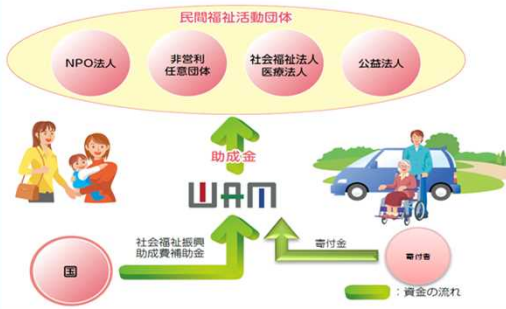 民間福祉活動団体
NPO法人
非営利
任意団体
社会福祉法人
医療法人
公益法人
助成金
WAM
社会福祉振興
助成費補助金
寄付金
国
寄付者
：資金の流れ